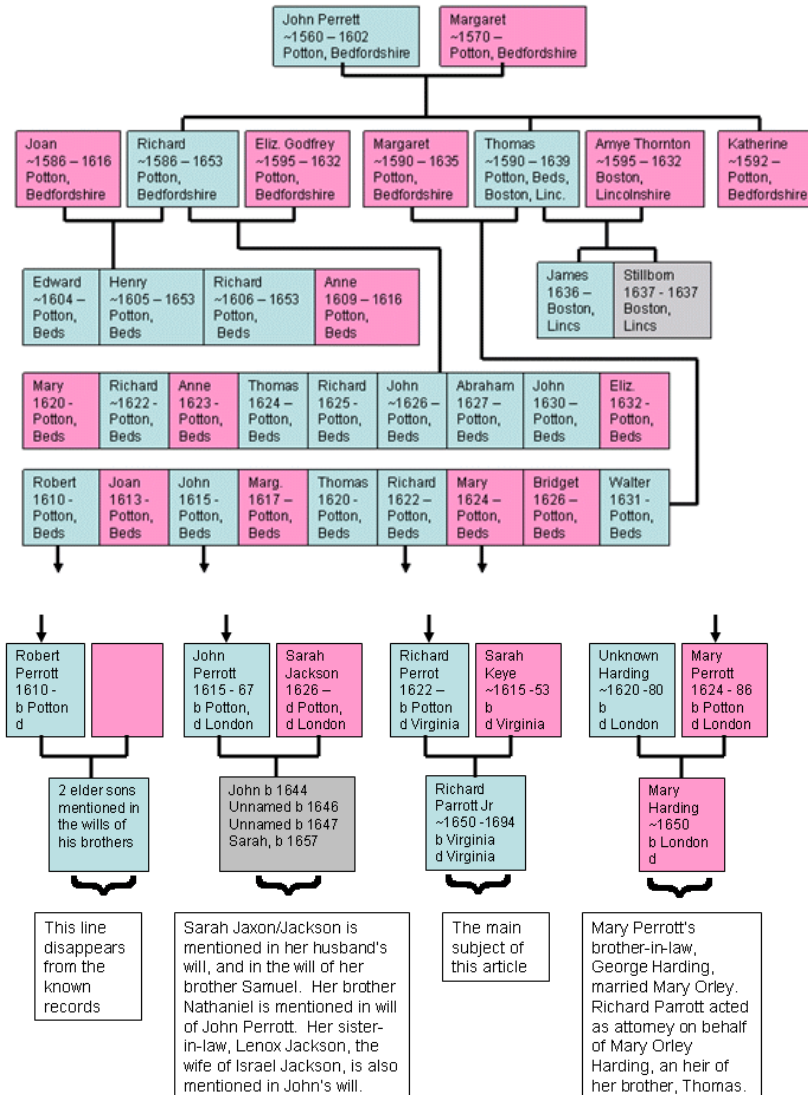 John Perrett
~1560 – 1602
Potton, Bedfordshire
Margaret
~1570 –
Potton, Bedfordshire
Joan
~1586 – 1616
Potton,
Bedfordshire
Richard
~1586 – 1653
Potton,
Bedfordshire
Eliz. Godfrey
~1595 – 1632
Potton,
Bedfordshire
Margaret
~1590 – 1635
Potton,
Bedfordshire
Thomas
~1590 – 1639
Potton, Beds,
Boston, Linc.
Amye Thornton
~1595 – 1632
Boston,
Lincolnshire
Katherine
~1592 –
Potton,
Bedfordshire
Edward
~1604 –
Potton,
Beds
Henry
~1605 – 1653
Potton,
Beds
Richard
~1606 – 1653
Potton,
Beds
Anne
1609 – 1616
Potton,
Beds
James
1636 –
Boston,
Lincs
Stillborn
1637 - 1637
Boston,
Lincs
Mary
1620 -
Potton,
Beds
Richard
~1622 -
Potton,
Beds
Anne
1623 -
Potton,
Beds
Thomas
1624 –
Potton,
Beds
Richard
1625 -
Potton,
Beds
John
~1626 –
Potton,
Beds
Abraham
1627 –
Potton,
Beds
John
1630 –
Potton,
Beds
Eliz.
1632 -
Potton,
Beds
Robert
1610 -
Potton,
Beds
Joan
1613 -
Potton,
Beds
John
1615 -
Potton,
Beds
Marg.
1617 –
Potton,
Beds
Thomas
1620 -
Potton,
Beds
Richard
1622 –
Potton,
Beds
Mary
1624 –
Potton,
Beds
Bridget
1626 –
Potton,
Beds
Walter
1631 -
Potton,
Beds
Robert
Perrott
1610 -
b Potton
d
John
Perrott
1615 - 67
b Potton,
d London
Sarah
Jackson
1626 –
d Potton,
d London
Richard
Perrot
1622 –
b Potton
d Virginia
Sarah
Keye
~1615 -53
b
d Virginia
Unknown
Harding
~1620 -80
b
d London
Mary
Perrott
1624 - 86
b Potton
d London
2 elder sons
mentioned in
the wills of
his brothers
John b 1644
Unnamed b 1646
Unnamed b 1647
Sarah, b 1657
Richard
Parrott Jr
~1650 -1694
b Virginia
d Virginia
Mary
Harding
~1650
b London
d
This line
disappears
from the
known
records
Sarah Jaxon/Jackson is
mentioned in her husband's
will, and in the will of her
brother Samuel. Her brother
Nathaniel is mentioned in will
of John Perrott. Her sister-
in-law, Lenox Jackson, the
wife of Israel Jackson, is also
mentioned in John's will.
The main
subject of
this article
Mary Perrott's
brother-in-law,
George Harding,
married Mary Orley.
Richard Parrott acted
as attorney on behalf
of Mary Orley
Harding, an heir of
her brother, Thomas.